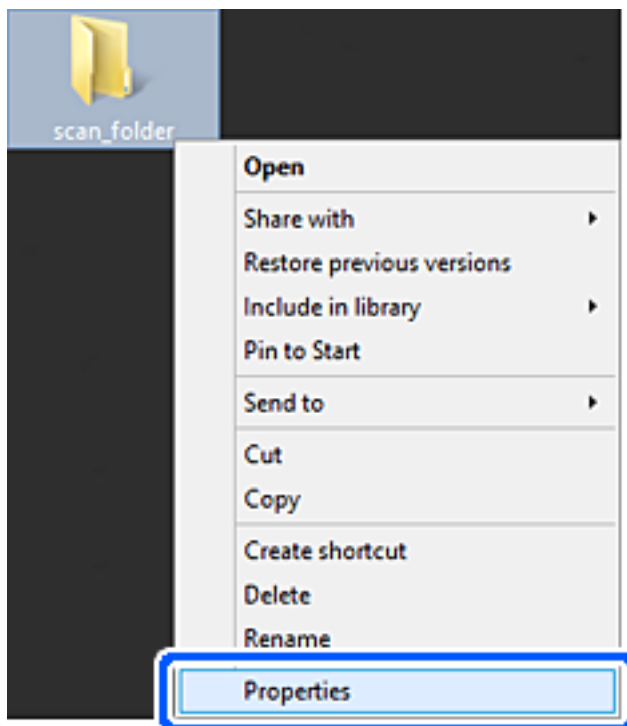 scan_folder
Open
Share with
Restore previous versions
Include in library
Pin to Start
Send to
Cut
Copy
Create shortcut
Delete
Rename
Properties